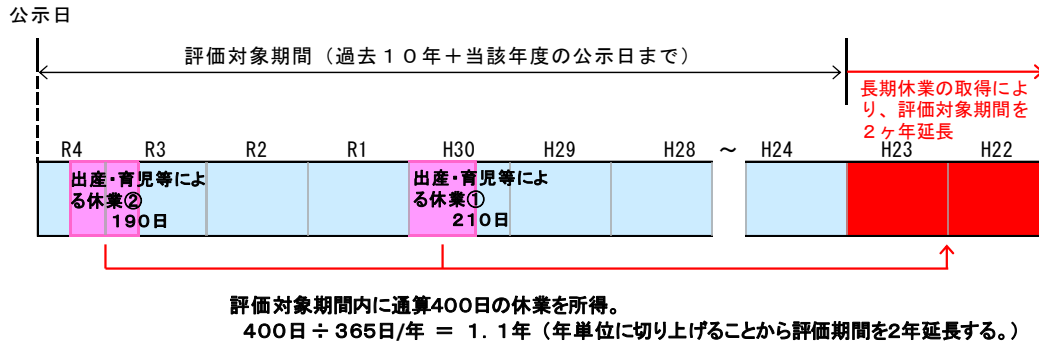 公示日
評価対象期間（過去１０年＋当該年度の公示日まで）
長期休業の取得によ
り、評価対象期間を
２ヶ年延長
R4 R3 R2 R1 H30 H29 H28 ～ H24 H23 H22
出産・育児等によ
る休業②
190日
出産・育児等によ
る休業①
210日
評価対象期間内に通算400日の休業を所得。
400日÷365日/年 ＝ １．１年（年単位に切り上げることから評価期間を2年延長する。）